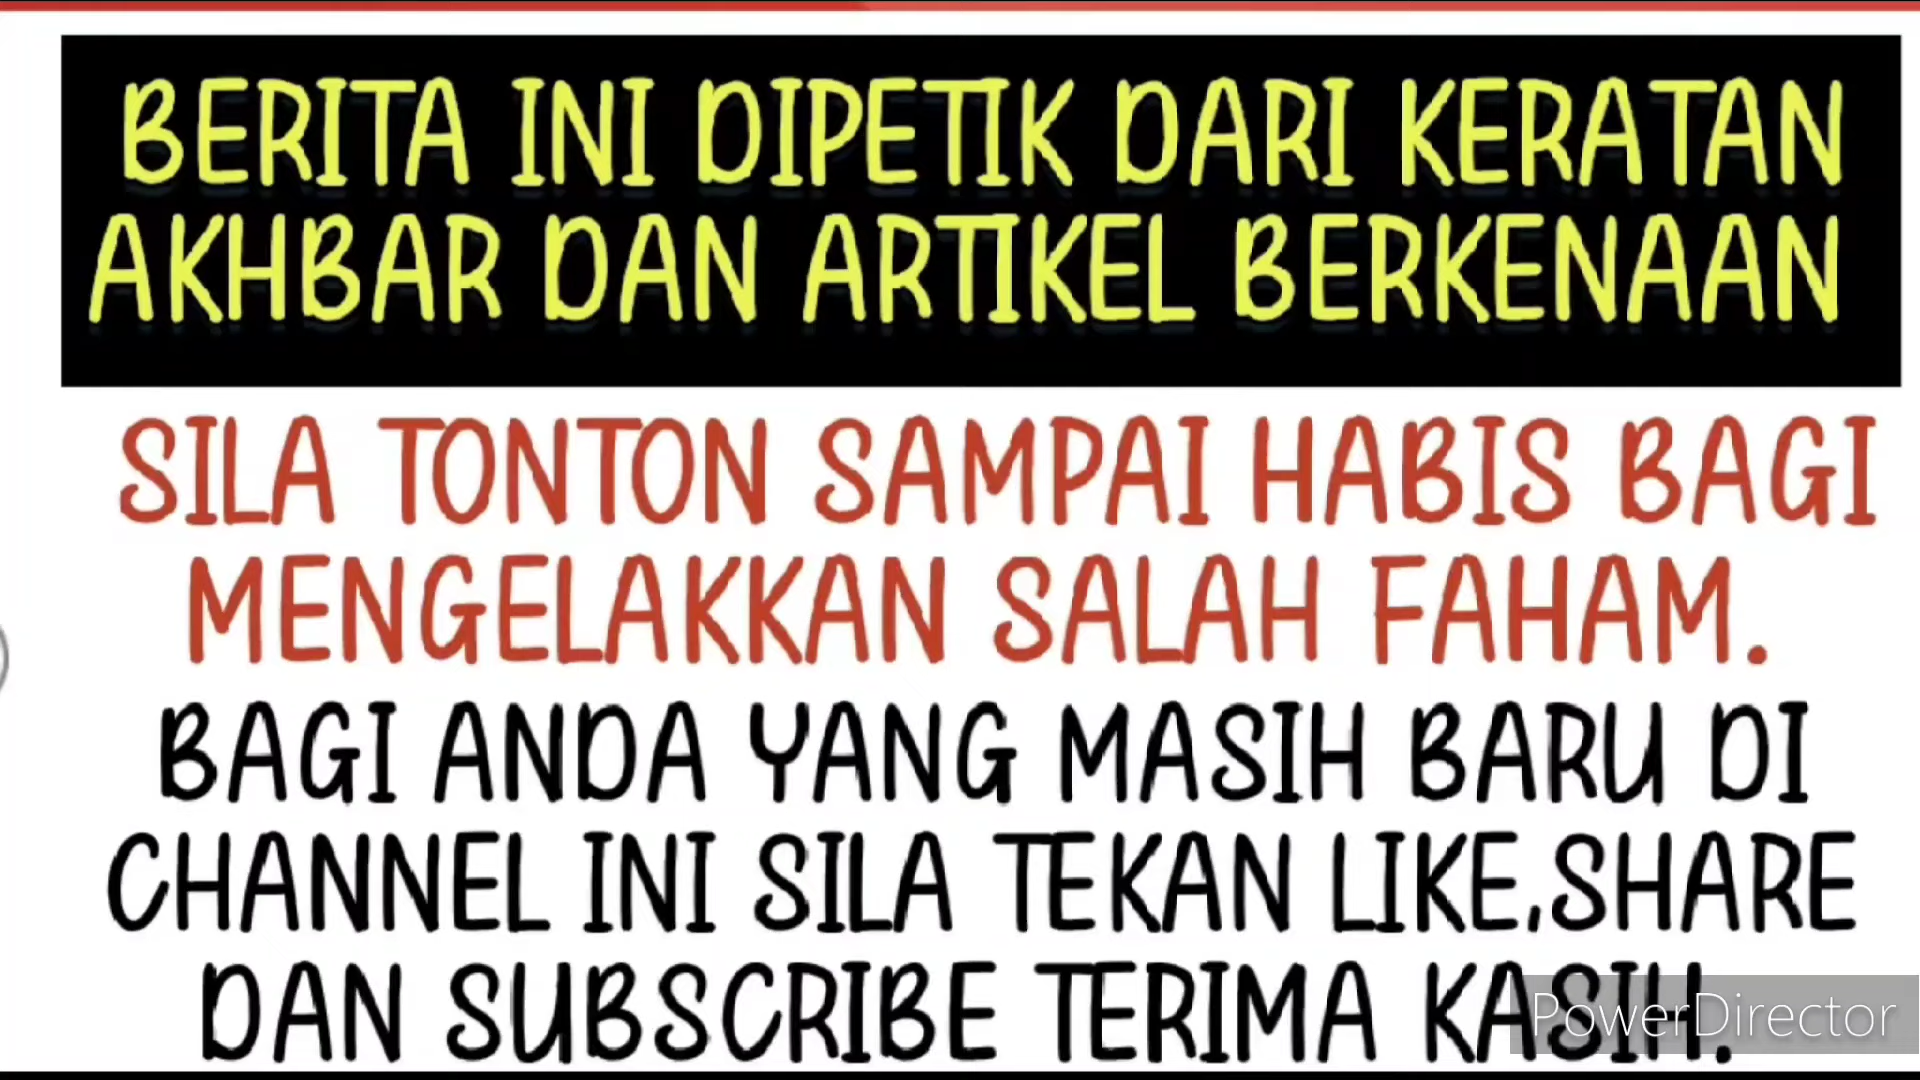 BERITA INI DIPETIK DARI KERATAN
AKHBAR DAN ARTIKEL BERKENAAN
SILA TONTON SAMPAI HABIS BAGI
MENGELAKKAN SALAH FAHAM.
BAGI ANDA YANG MASIH BARU DI
CHANNEL INI SILA TEKAN LIKE,SHARE
DAN SUBSCRIBE TERIMA KASIH.
PowerDirector